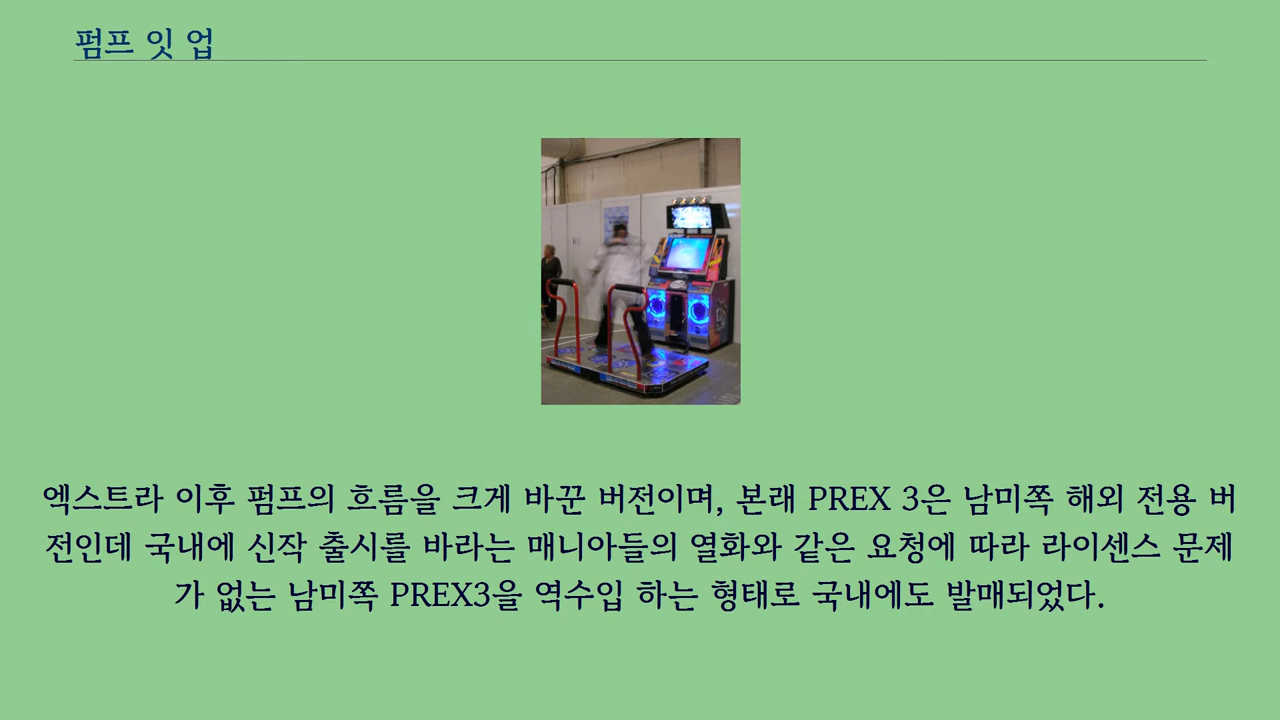 펌프 잇 업
엑스트라 이후 펌프의 흐름을 크게 바꾼 버전이며, 본래 PREX 3은 남미쪽 해외 전용 버
전인데 국내에 신작 출시를 바라는 매니아들의 열화와 같은 요청에 따라 라이센스 문제
가 없는 남미쪽 PREX3을 역수입 하는 형태로 국내에도 발매되었다.